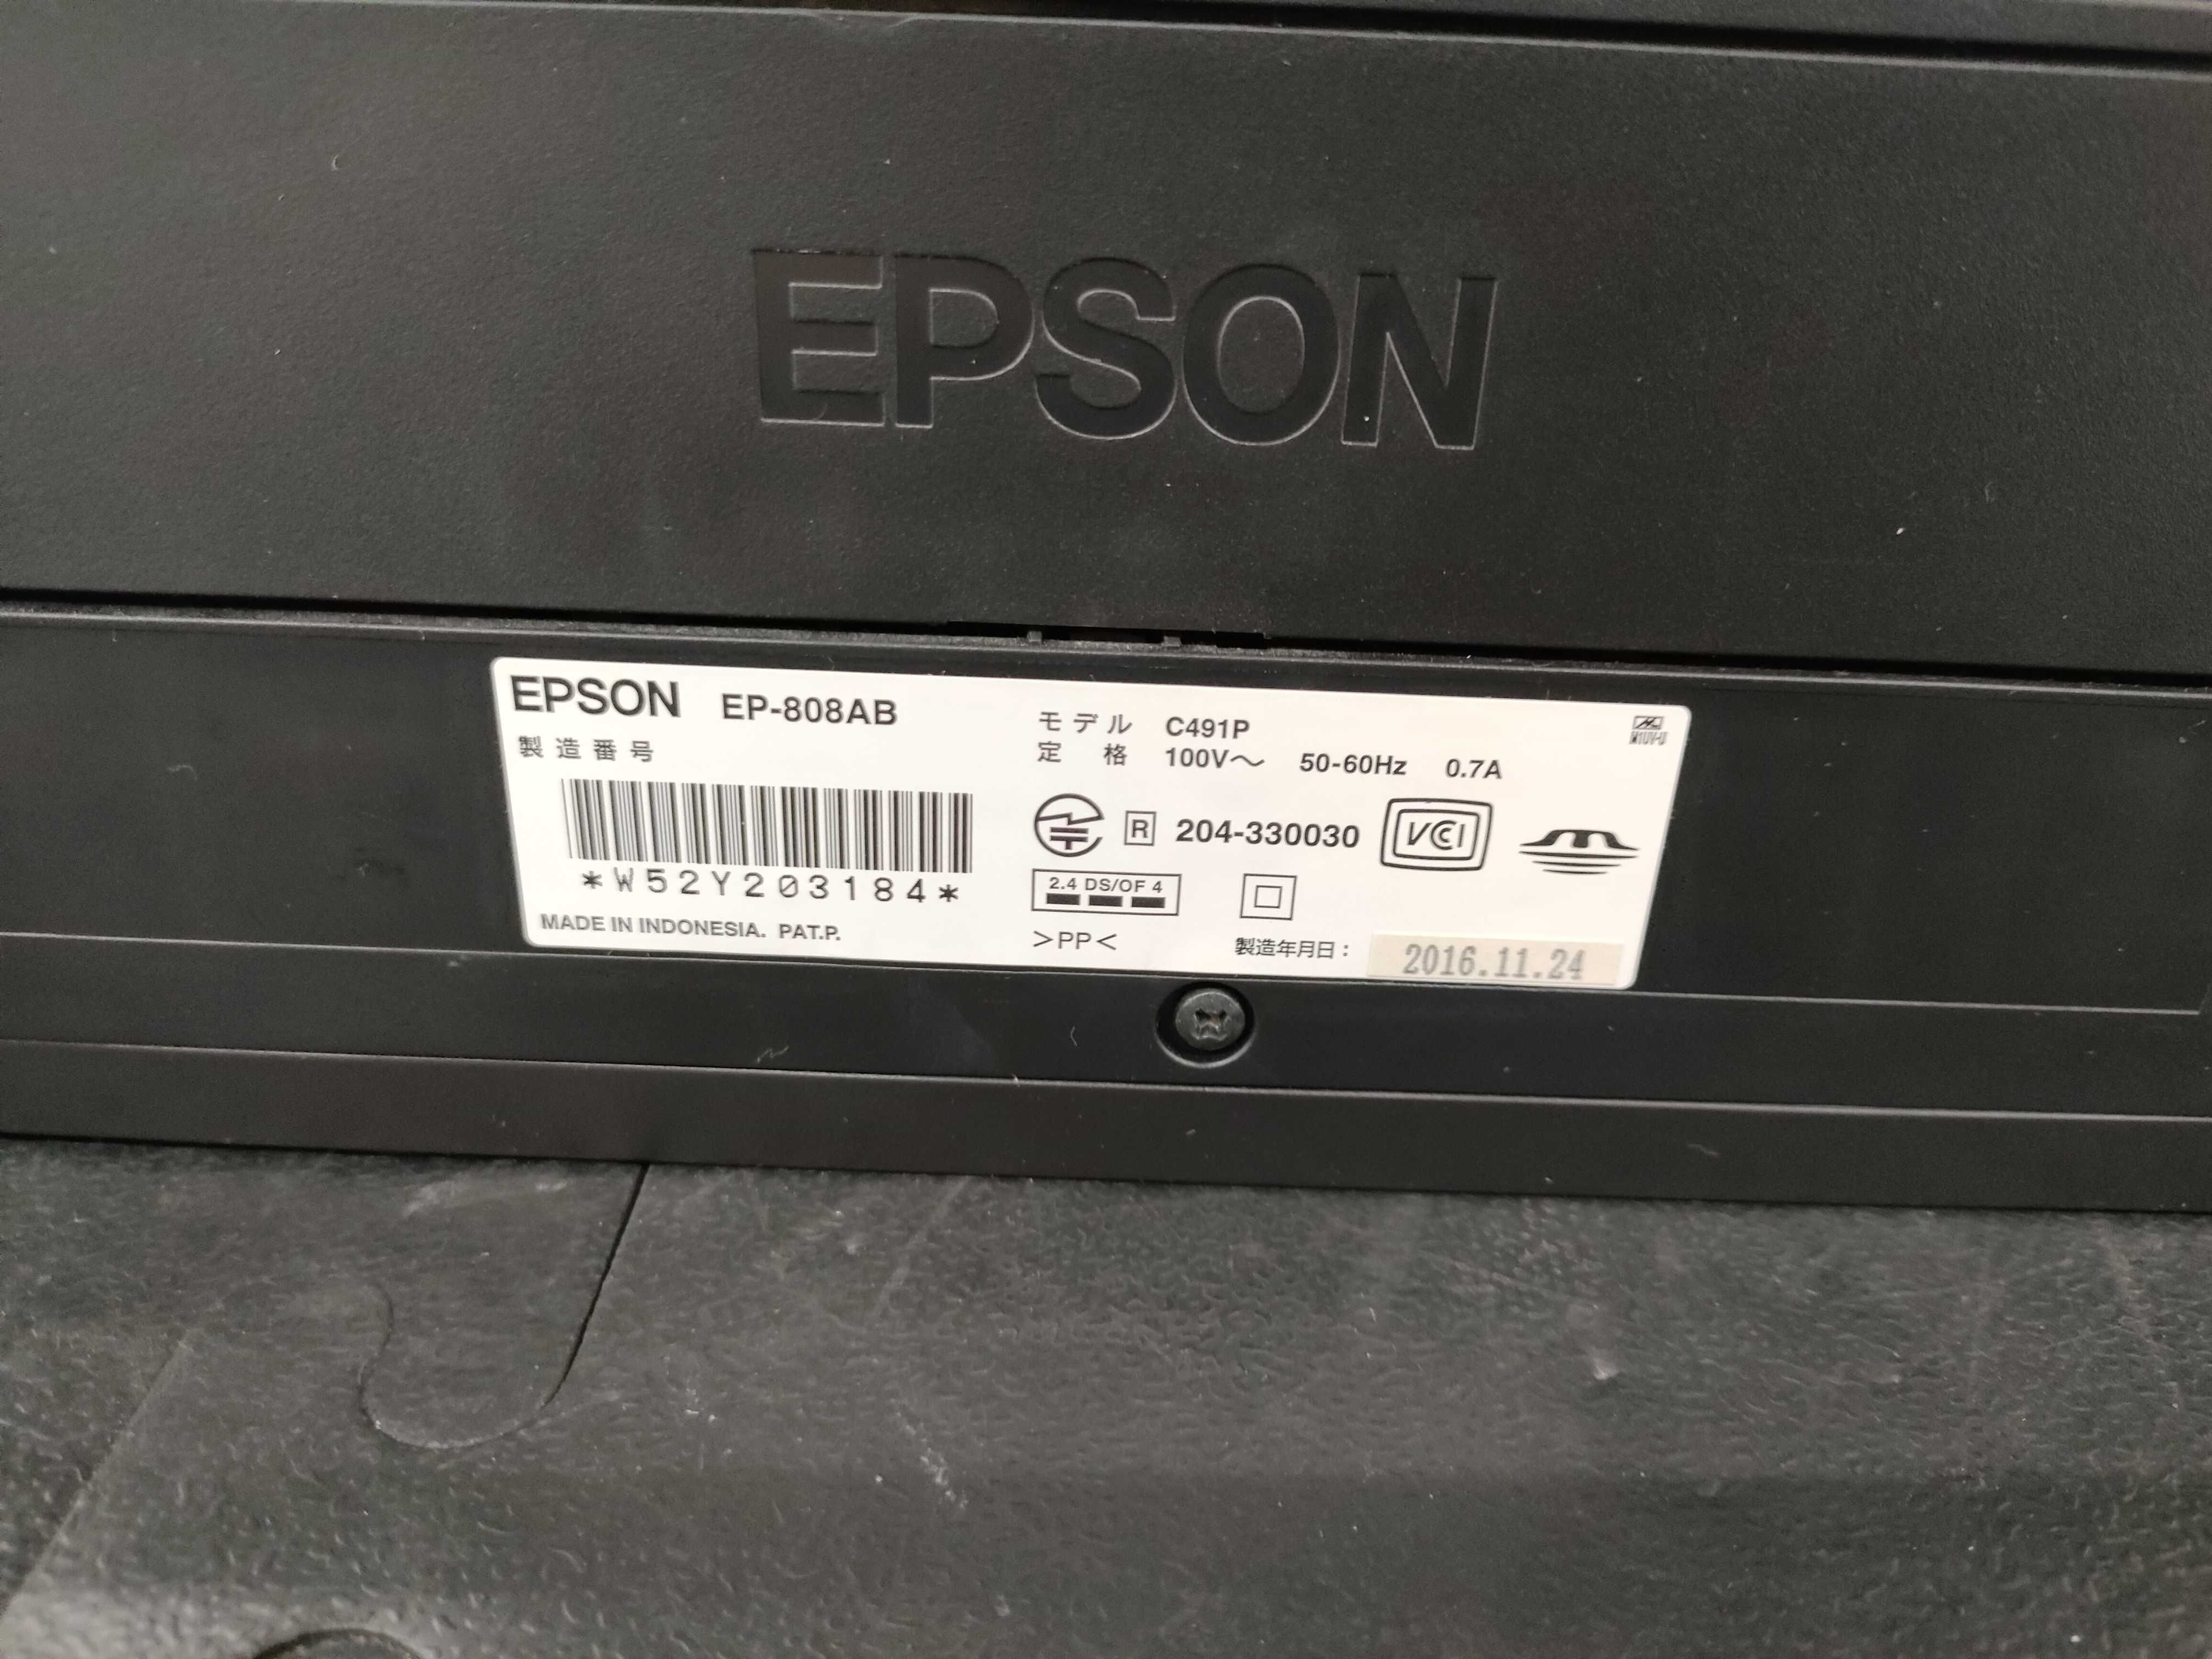 EPSON
EPSON EP-808AB
製造番号
*W52Y203184*
MADE IN INDONESIA. PAT.P.
モデル C491P
定格 100V～ 50-60Hz 0.7A
R 204-330030 VCCI
2.4 DS/OF 4
>PP<
製造年月日： 2016.11.24